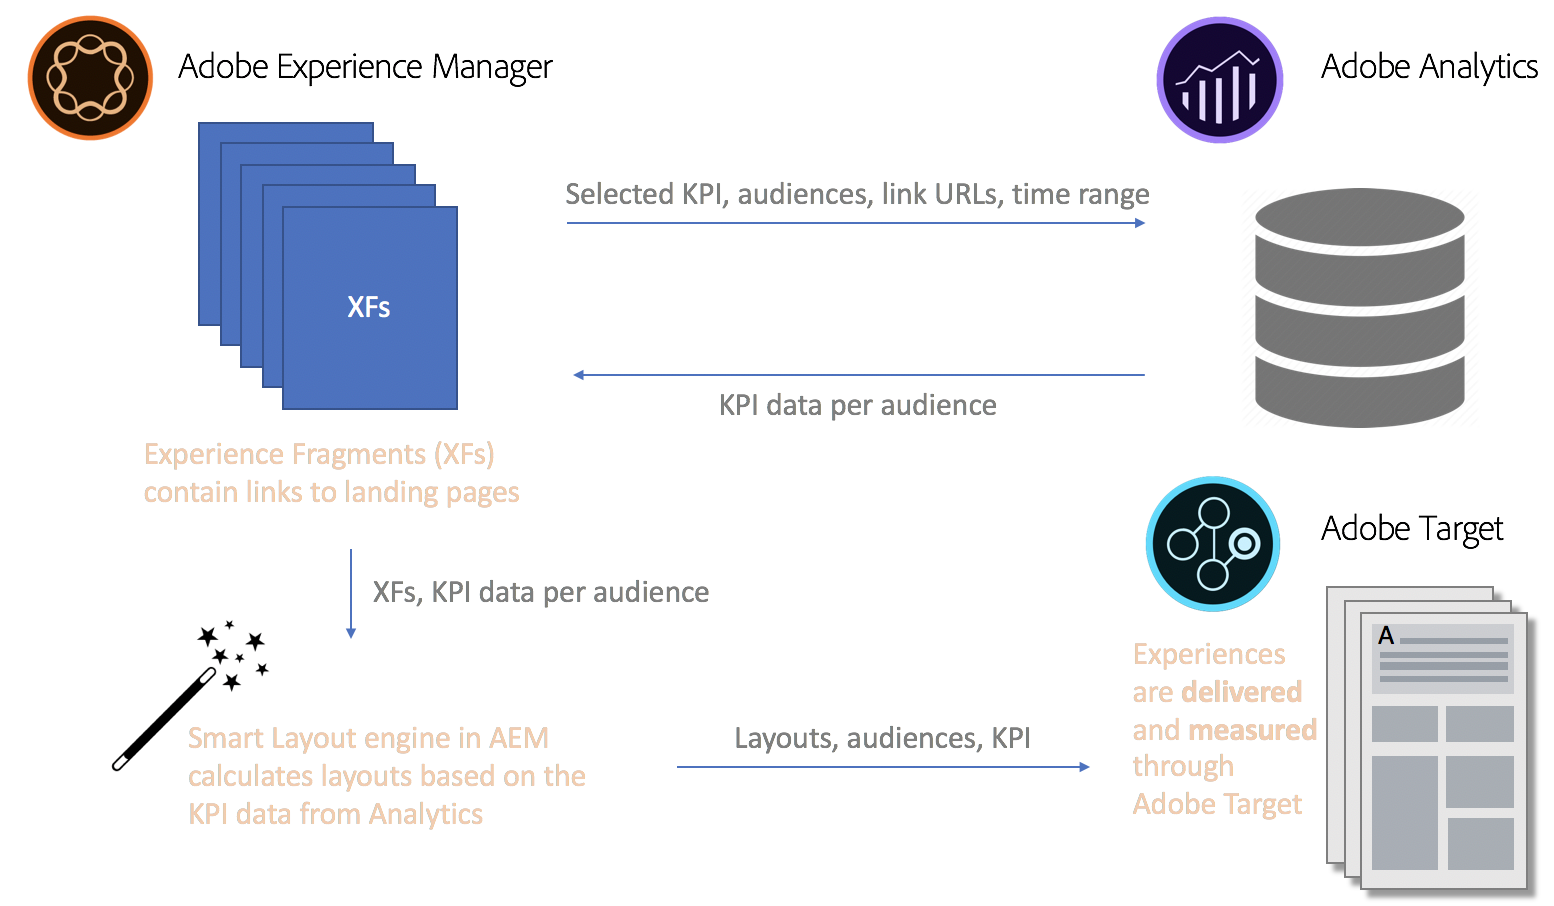 Adobe Experience Manager
Adobe Analytics
Selected KPI, audiences, link URLs, time range
XFs
KPI data per audience
Experience Fragments (XFs)
contain links to landing pages
Adobe Target
XFs, KPI data per audience
A
Experiences
are delivered
and measured
through
Adobe Target
Smart Layout engine in AEM
calculates layouts based on the
KPI data from Analytics
Layouts, audiences, KPI